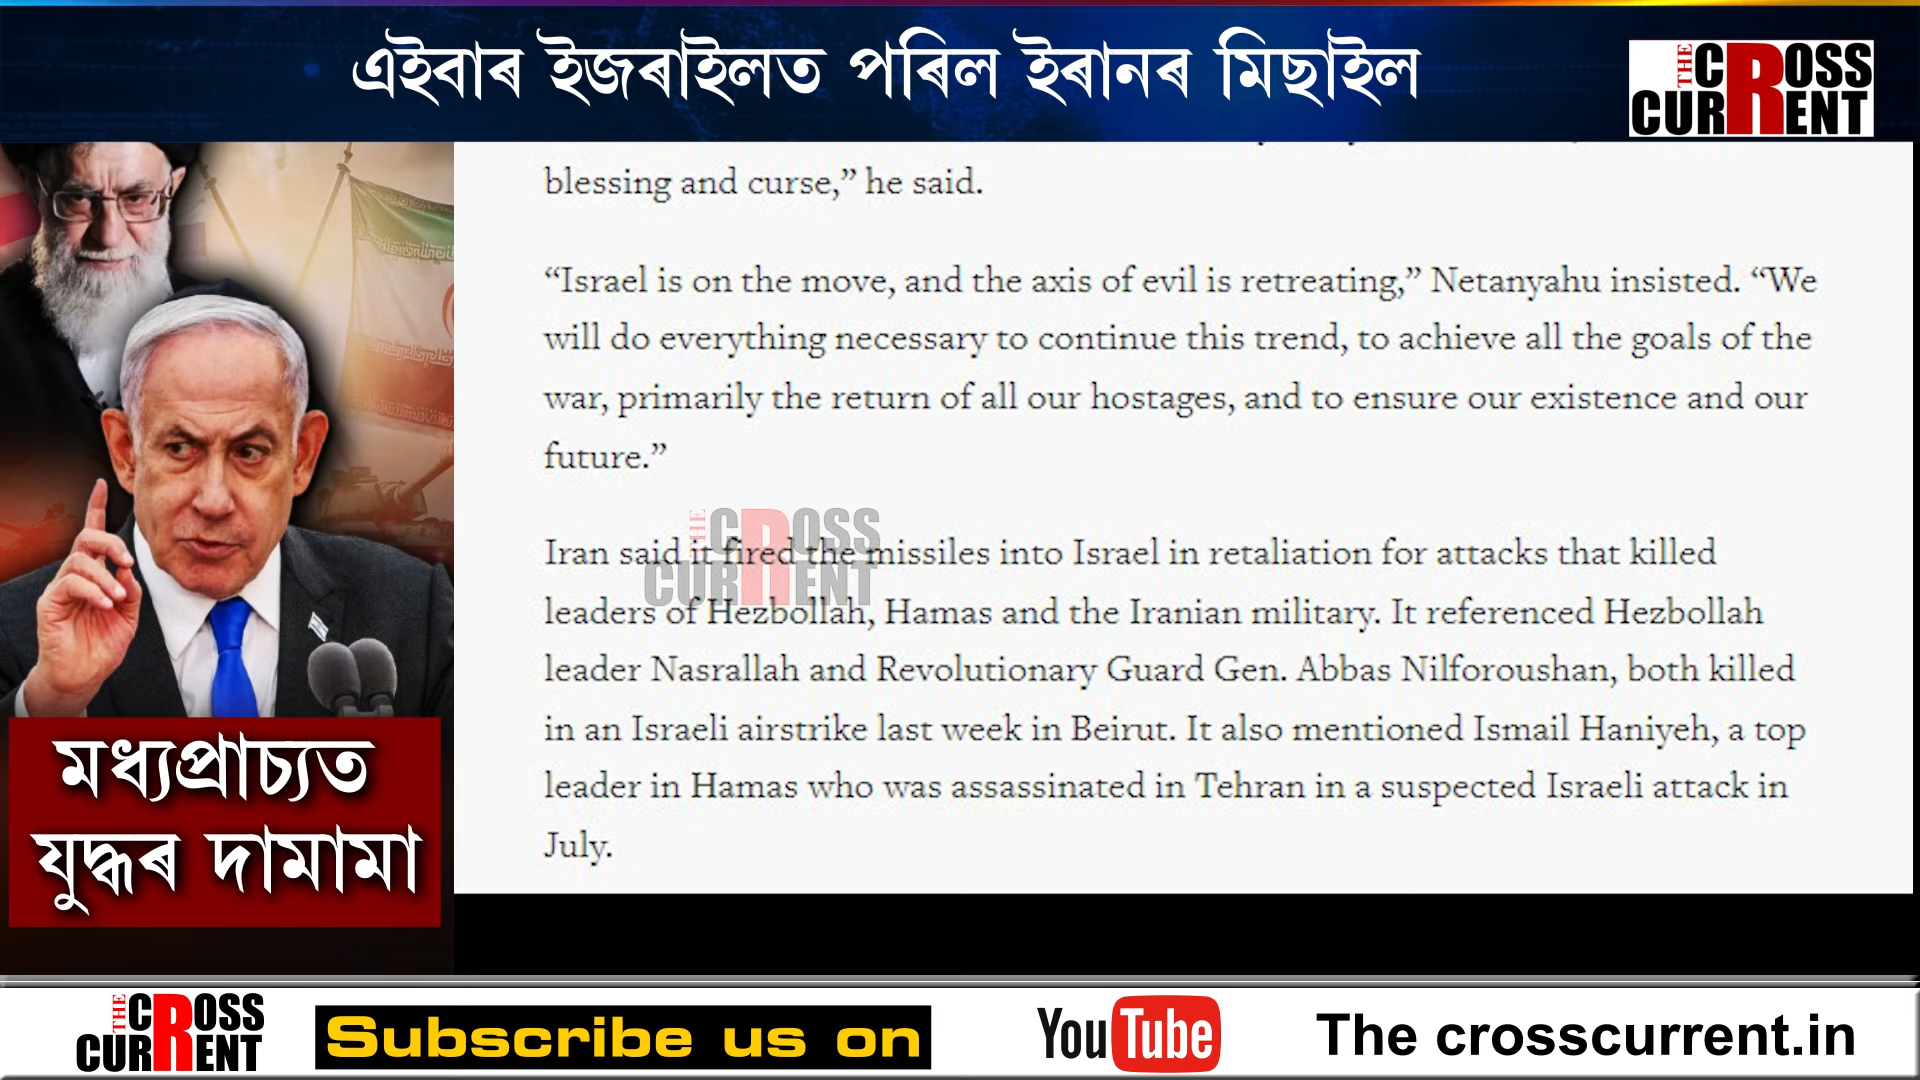 এইবাৰ ইজৰাইলত পৰিল ইৰানৰ মিছাইল
THE CROSS
CURRENT
blessing and curse,” he said.
“Israel is on the move, and the axis of evil is retreating,” Netanyahu insisted. “We
will do everything necessary to continue this trend, to achieve all the goals of the
war, primarily the return of all our hostages, and to ensure our existence and our
future.”
THE CROSS
CURRENT
Iran said it fired the missiles into Israel in retaliation for attacks that killed
leaders of Hezbollah, Hamas and the Iranian military. It referenced Hezbollah
leader Nasrallah and Revolutionary Guard Gen. Abbas Nilforoushan, both killed
in an Israeli airstrike last week in Beirut. It also mentioned Ismail Haniyeh, a top
leader in Hamas who was assassinated in Tehran in a suspected Israeli attack in
July.
মধ্যপ্ৰাচ্যত
যুদ্ধৰ দামামা
THE CROSS
CURRENT
Subscribe us on
YouTube
The crosscurrent.in